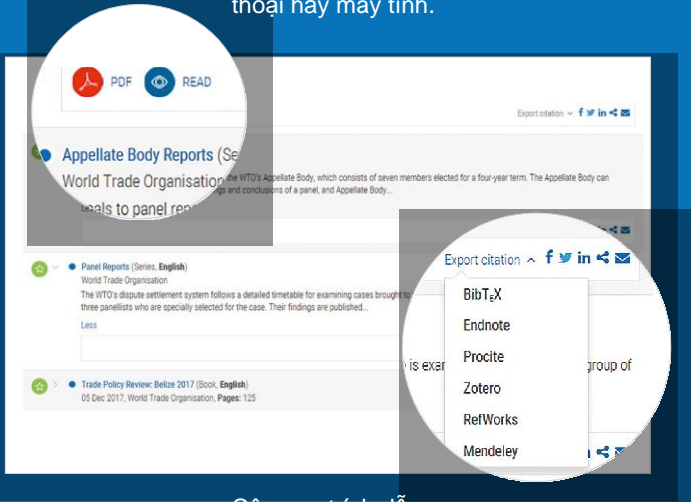 thoại hay máy tính.
PDF READ
Export citation
Appellate Body Reports (Se
World Trade Organisation
the WTO's Appellate Body, which consists of seven members elected for a four-year term. The Appellate Body can
gs and conclusions of a panel, and Appellate Body...
Panel Reports (Series, English)
World Trade Organisation
The WTO's dispute settlement system follows a detailed timetable for examining cases brought to
three panellists who are specially selected for the case. Their findings are published...
Less
Trade Policy Review: Belize 2017 (Book, English)
05 Dec 2017, World Trade Organisation, Pages: 125
Export citation
BibTEX
Endnote
Procite
Zotero
RefWorks
Mendeley
is exa
group of